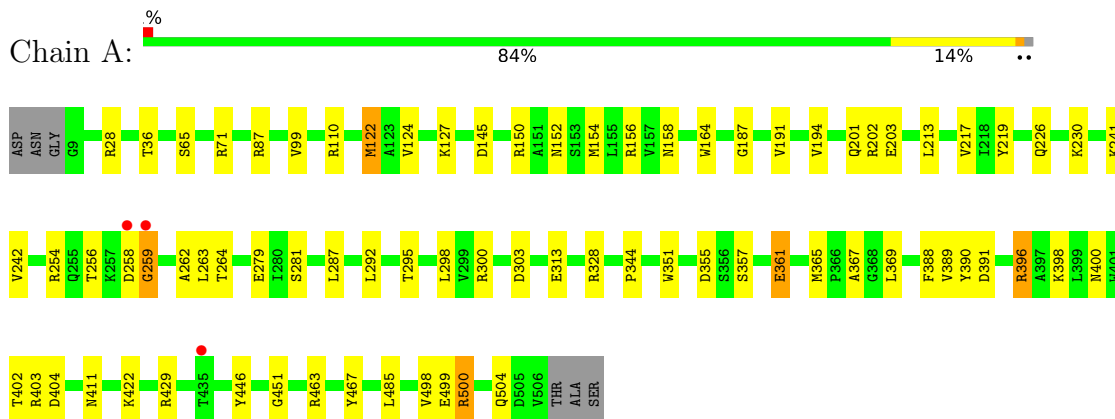 .%
Chain A:
84% 14% ..
ASP ASN GLY G9 R28 T36 S65 R71 R87 V99 R110 M122 A123 V124 K127 D145 R150 A151 N152 S153 M154 L155 R156 V157 N158 W164 G187 V191 V194 Q201 R202 E203 L213 V217 I218 Y219 Q226 K230 K241
V242 R254 Q255 T256 K257 D258 G259 A262 L263 T264 E279 I280 S281 L287 L292 T295 L298 V299 R300 D303 E313 R328 P344 W351 D355 S356 S357 E361 M365 P366 A367 G368 L369 F388 V389 Y390 D391 R396 A397 K398 L399 N400 W401
T402 R403 D404 N411 K422 R429 T435 Y446 G451 R463 Y467 L485 V498 E499 R500 Q504 D505 V506 THR ALA SER